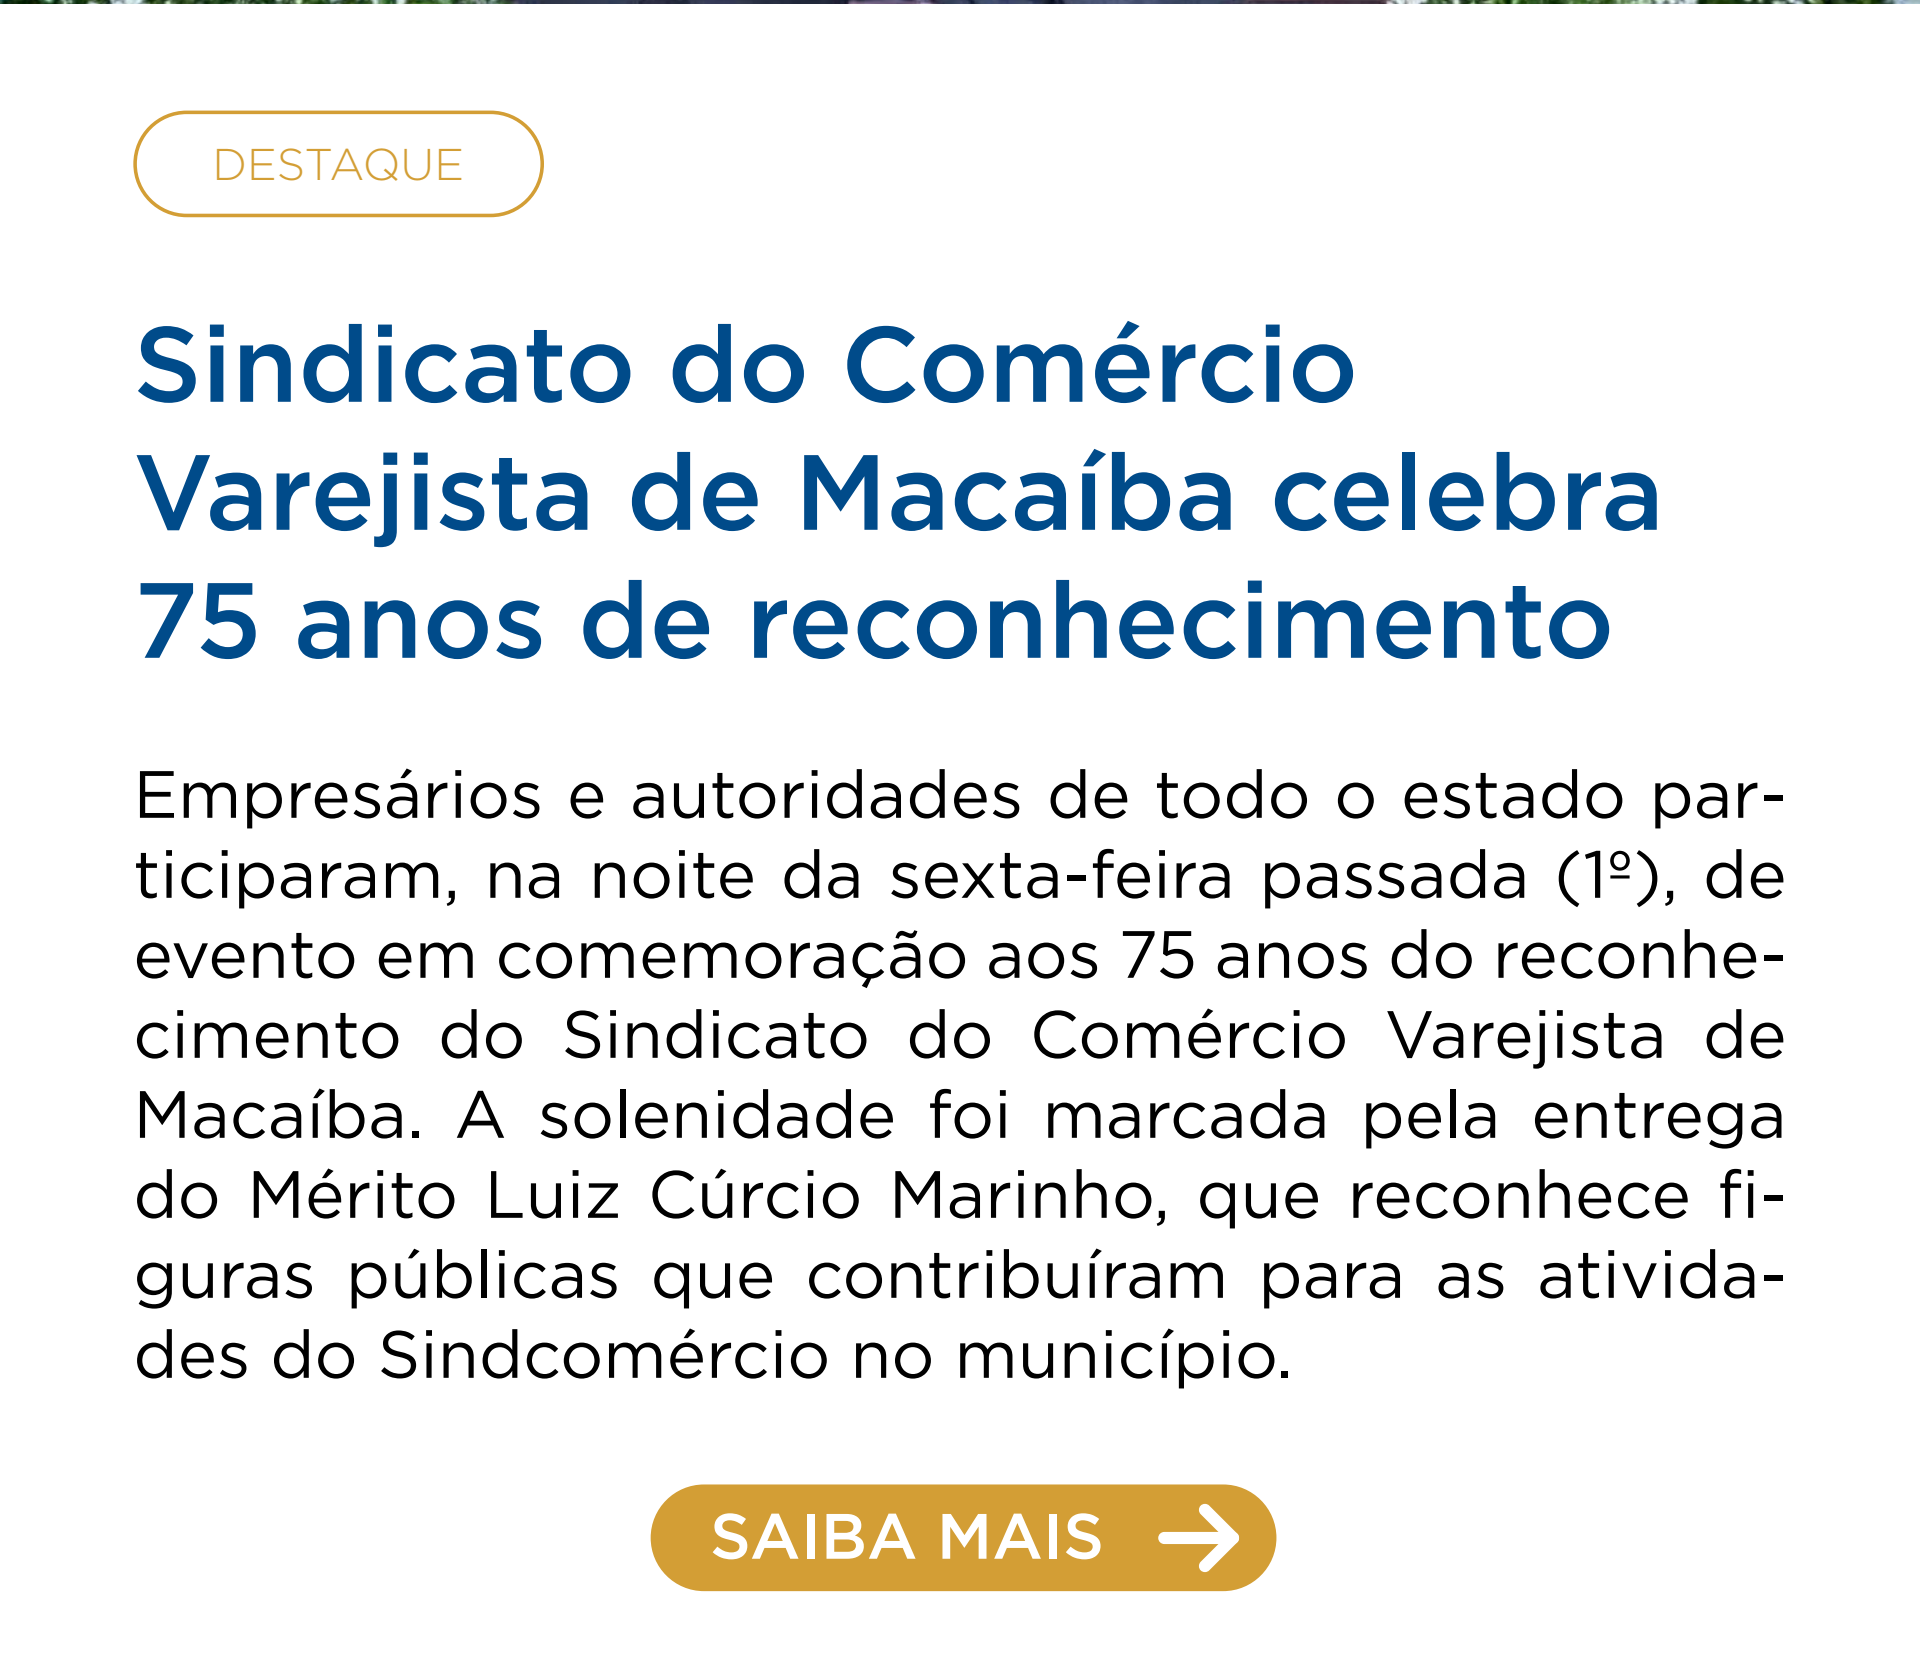 DESTAQUE
Sindicato do Comércio
Varejista de Macaíba celebra
75 anos de reconhecimento
Empresários e autoridades de todo o estado par-
ticiparam, na noite da sexta-feira passada (1º), de
evento em comemoração aos 75 anos do reconhe-
cimento do Sindicato do Comércio Varejista de
Macaíba. A solenidade foi marcada pela entrega
do Mérito Luiz Cúrcio Marinho, que reconhece fi-
guras públicas que contribuíram para as ativida-
des do Sindcomércio no município.
SAIBA MAIS